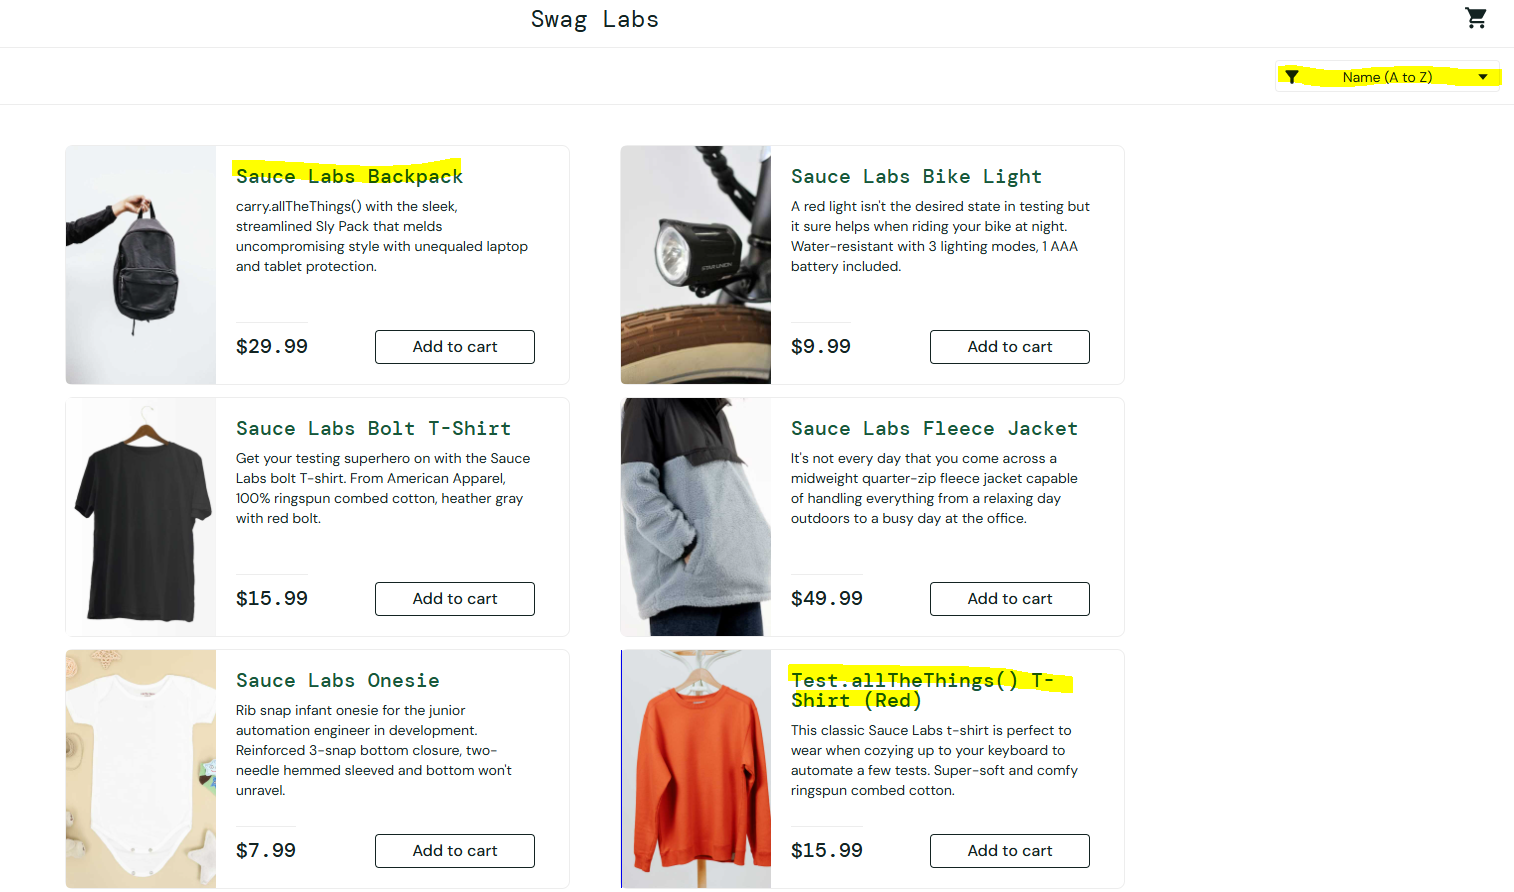 Swag Labs
Name (A to Z)
Sauce Labs Backpack
carry.allTheThings() with the sleek,
streamlined Sly Pack that melds
uncompromising style with unequaled laptop
and tablet protection.
$29.99
Add to cart
Sauce Labs Bike Light
A red light isn't the desired state in testing but
it sure helps when riding your bike at night.
Water-resistant with 3 lighting modes, 1 AAA
battery included.
$9.99
Add to cart
Sauce Labs Bolt T-Shirt
Get your testing superhero on with the Sauce
Labs bolt T-shirt. From American Apparel,
100% ringspun combed cotton, heather gray
with red bolt.
$15.99
Add to cart
Sauce Labs Fleece Jacket
It's not every day that you come across a
midweight quarter-zip fleece jacket capable
of handling everything from a relaxing day
outdoors to a busy day at the office.
$49.99
Add to cart
Sauce Labs Onesie
Rib snap infant onesie for the junior
automation engineer in development.
Reinforced 3-snap bottom closure, two-
needle hemmed sleeved and bottom won't
unravel.
$7.99
Add to cart
Test.allTheThings() T-
Shirt (Red)
This classic Sauce Labs t-shirt is perfect to
wear when cozying up to your keyboard to
automate a few tests. Super-soft and comfy
ringspun combed cotton.
$15.99
Add to cart